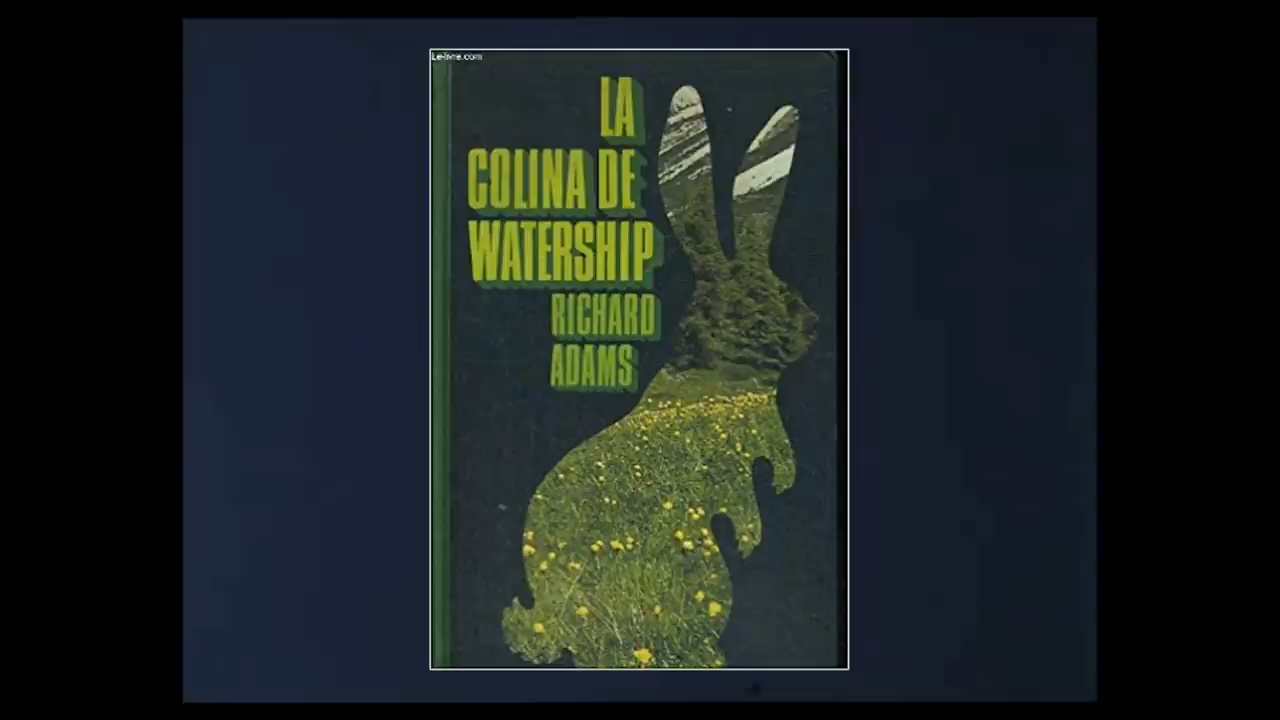 Le-livre.com
LA
COLINA DE
WATERSHIP
RICHARD
ADAMS